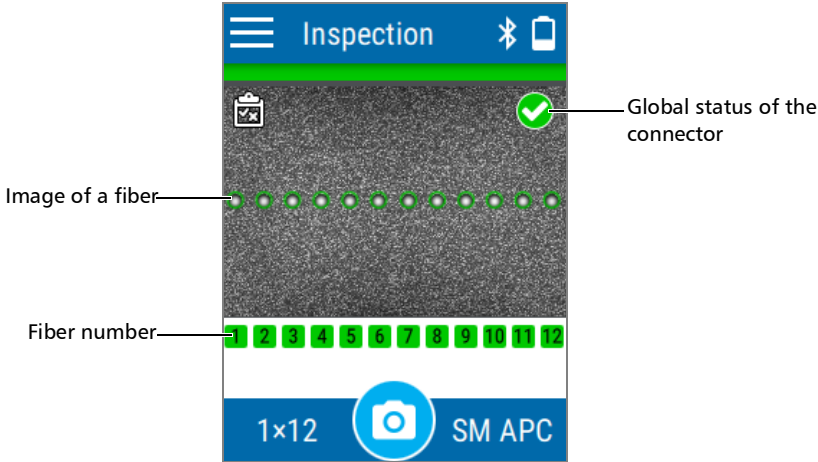 Inspection
Global status of the
connector
Image of a fiber
Fiber number
1 2 3 4 5 6 7 8 9 10 11 12
1×12
SM APC